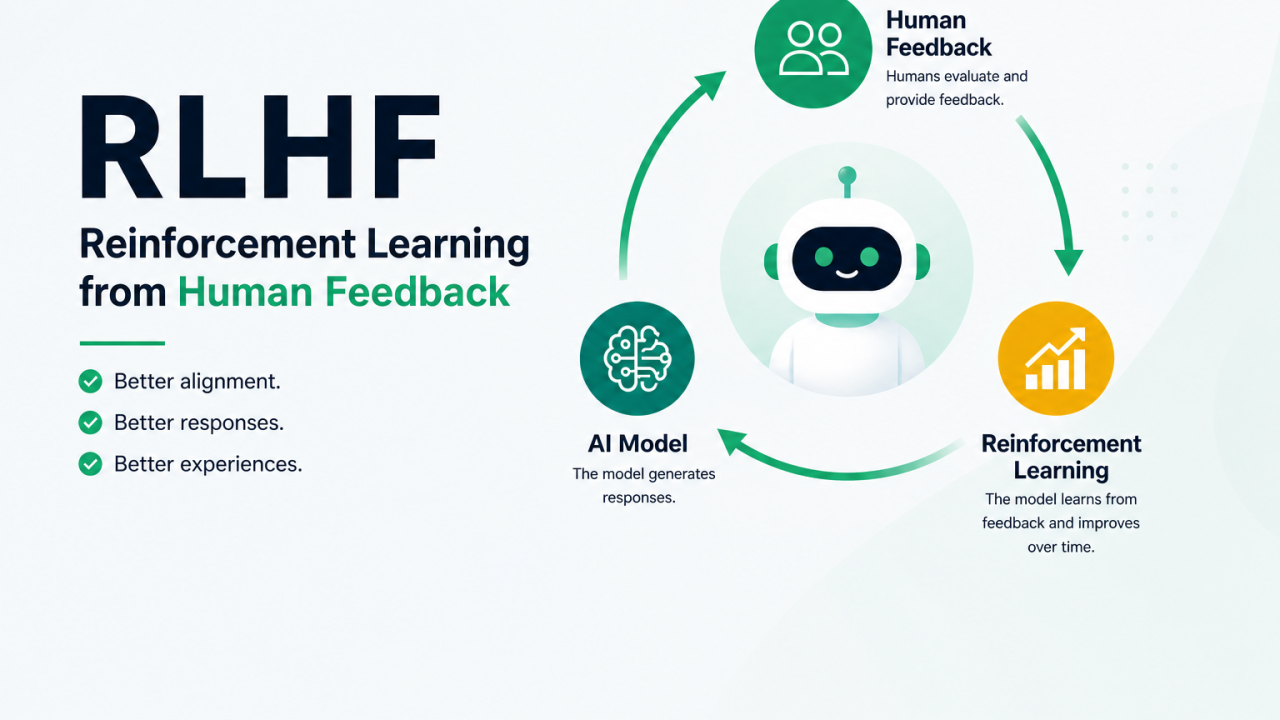 RLHF
Reinforcement Learning
from Human Feedback
Better alignment.
Better responses.
Better experiences.
Human
Feedback
Humans evaluate and
provide feedback.
AI Model
The model generates
responses.
Reinforcement
Learning
The model learns from
feedback and improves
over time.